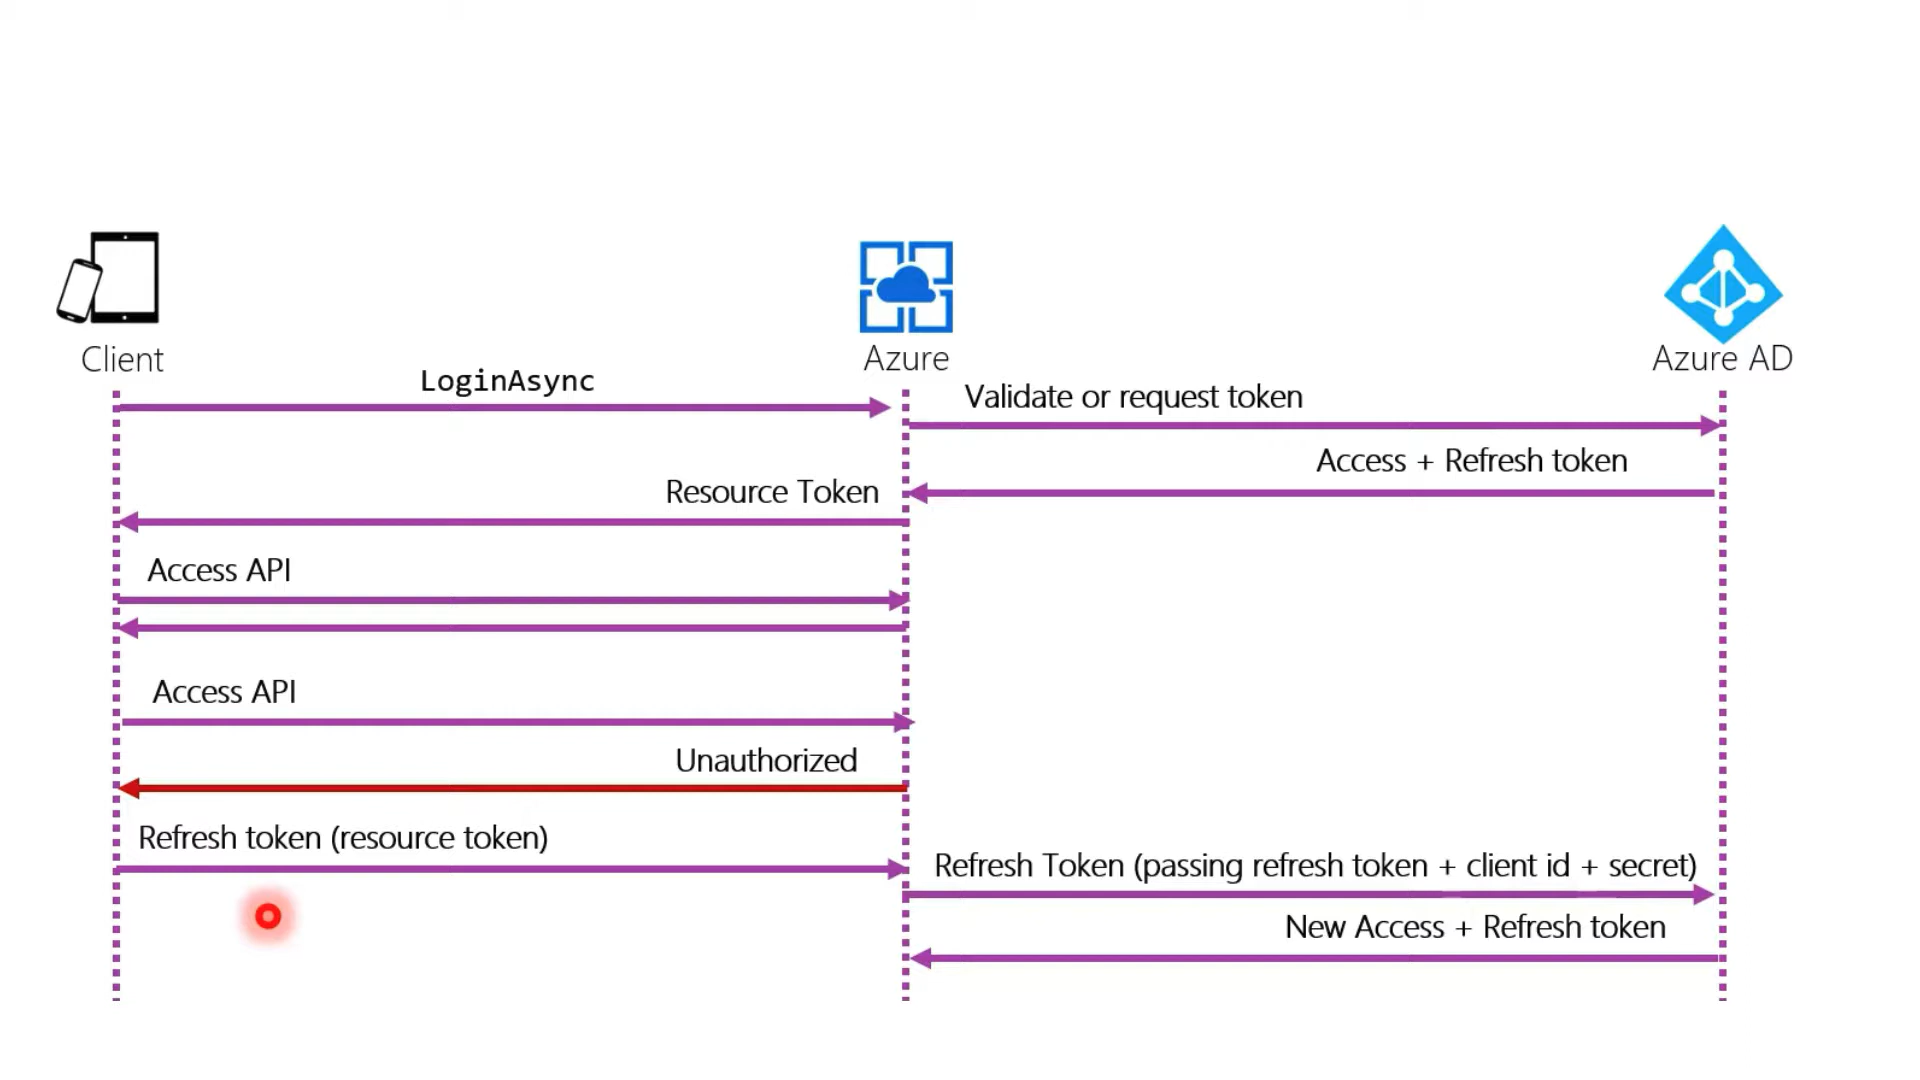 Client
Azure
Azure AD
LoginAsync
Validate or request token
Access + Refresh token
Resource Token
Access API
Access API
Unauthorized
Refresh token (resource token)
Refresh Token (passing refresh token + client id + secret)
New Access + Refresh token